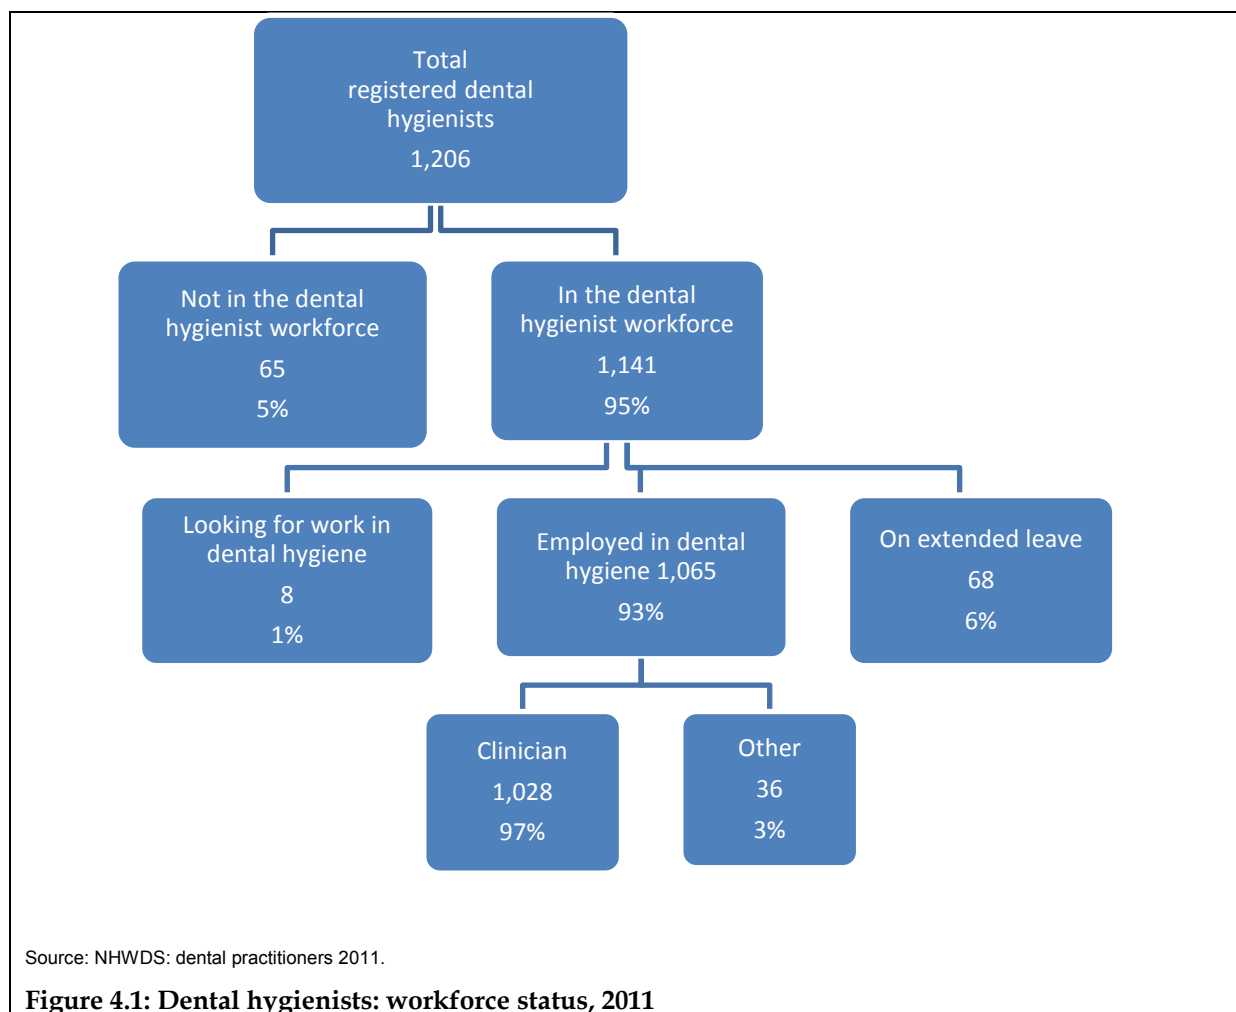 Total
registered dental
hygienists
1,206
Not in the dental
hygienist workforce
65
5%
In the dental
hygienist workforce
1,141
95%
Looking for work in
dental hygiene
8
1%
Employed in dental
hygiene 1,065
93%
On extended leave
68
6%
Clinician
1,028
97%
Other
36
3%
Source: NHWDS: dental practitioners 2011.
Figure 4.1: Dental hygienists: workforce status, 2011